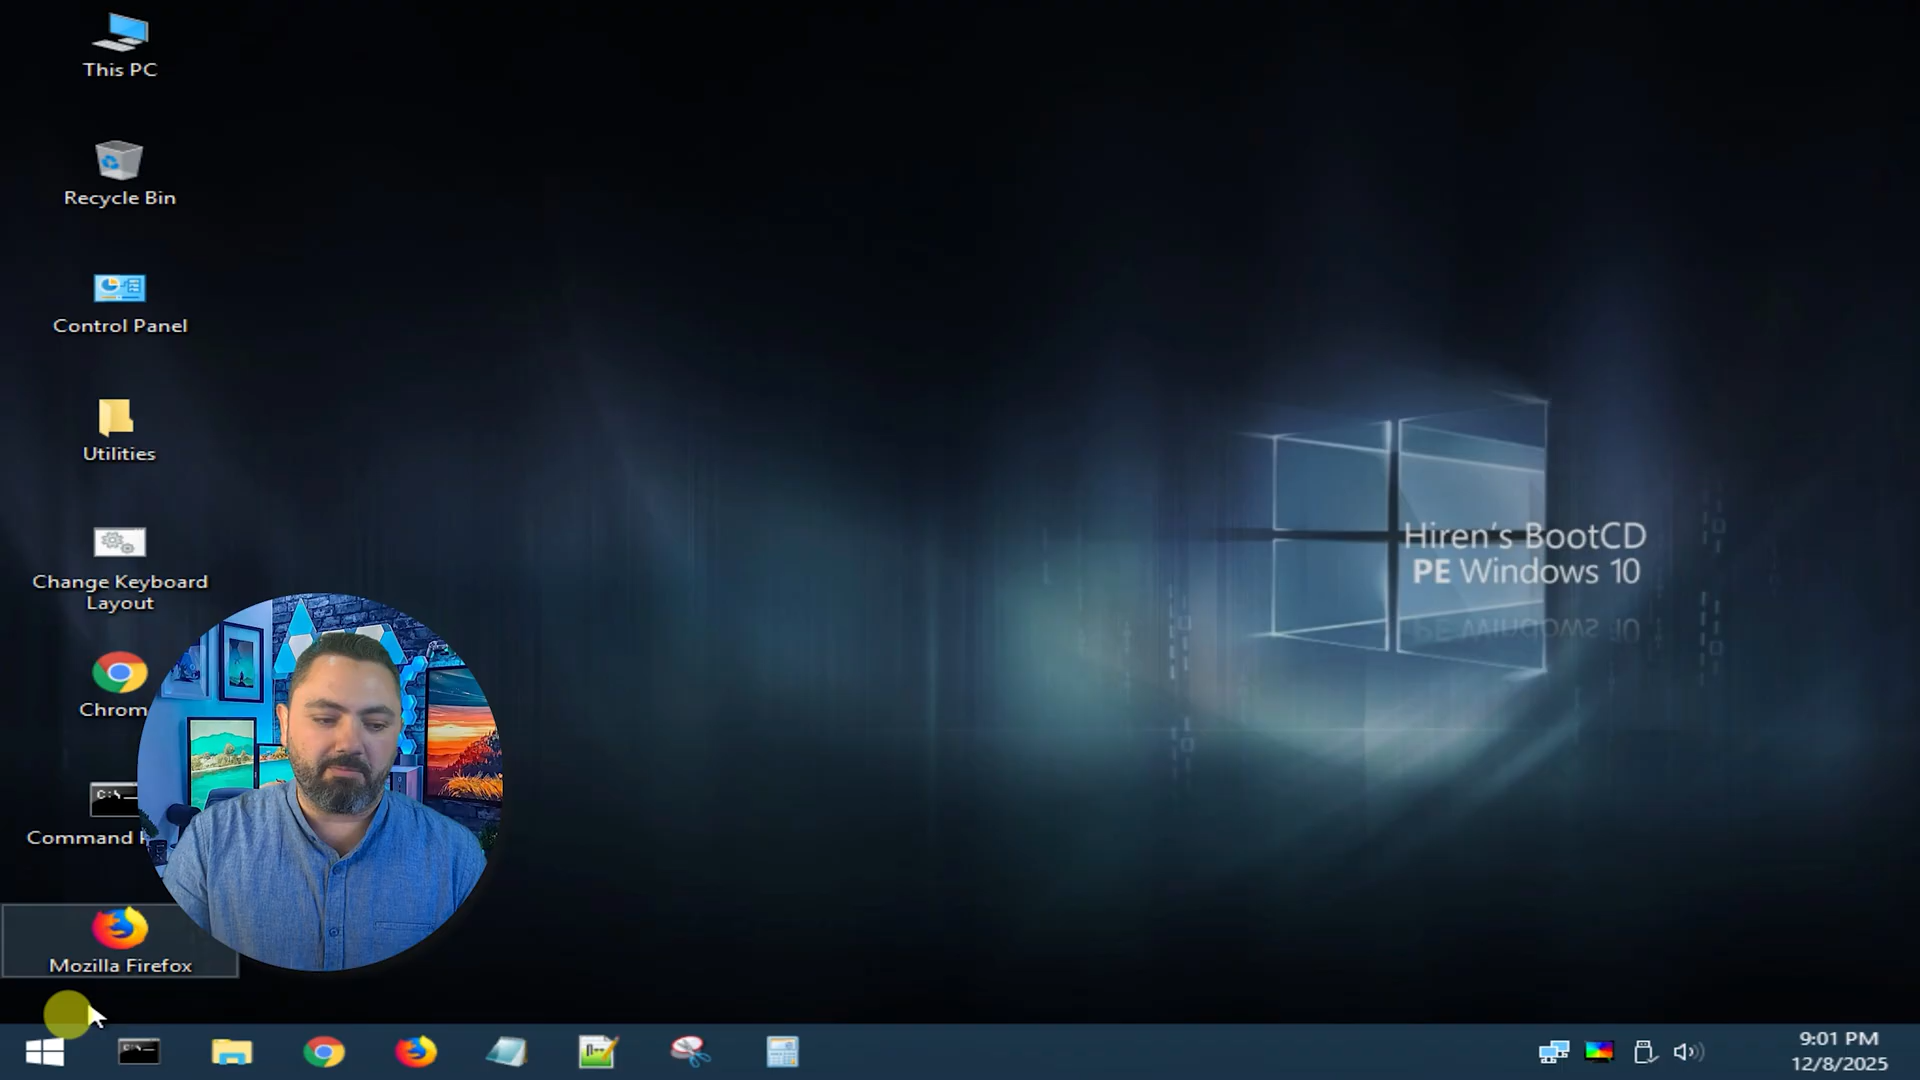 This PC
Recycle Bin
Control Panel
Utilities
Change Keyboard
Layout
Chrom
C:\
Command
Mozilla Firefox
Hiren's BootCD
PE Windows 10
9:01 PM
12/8/2025